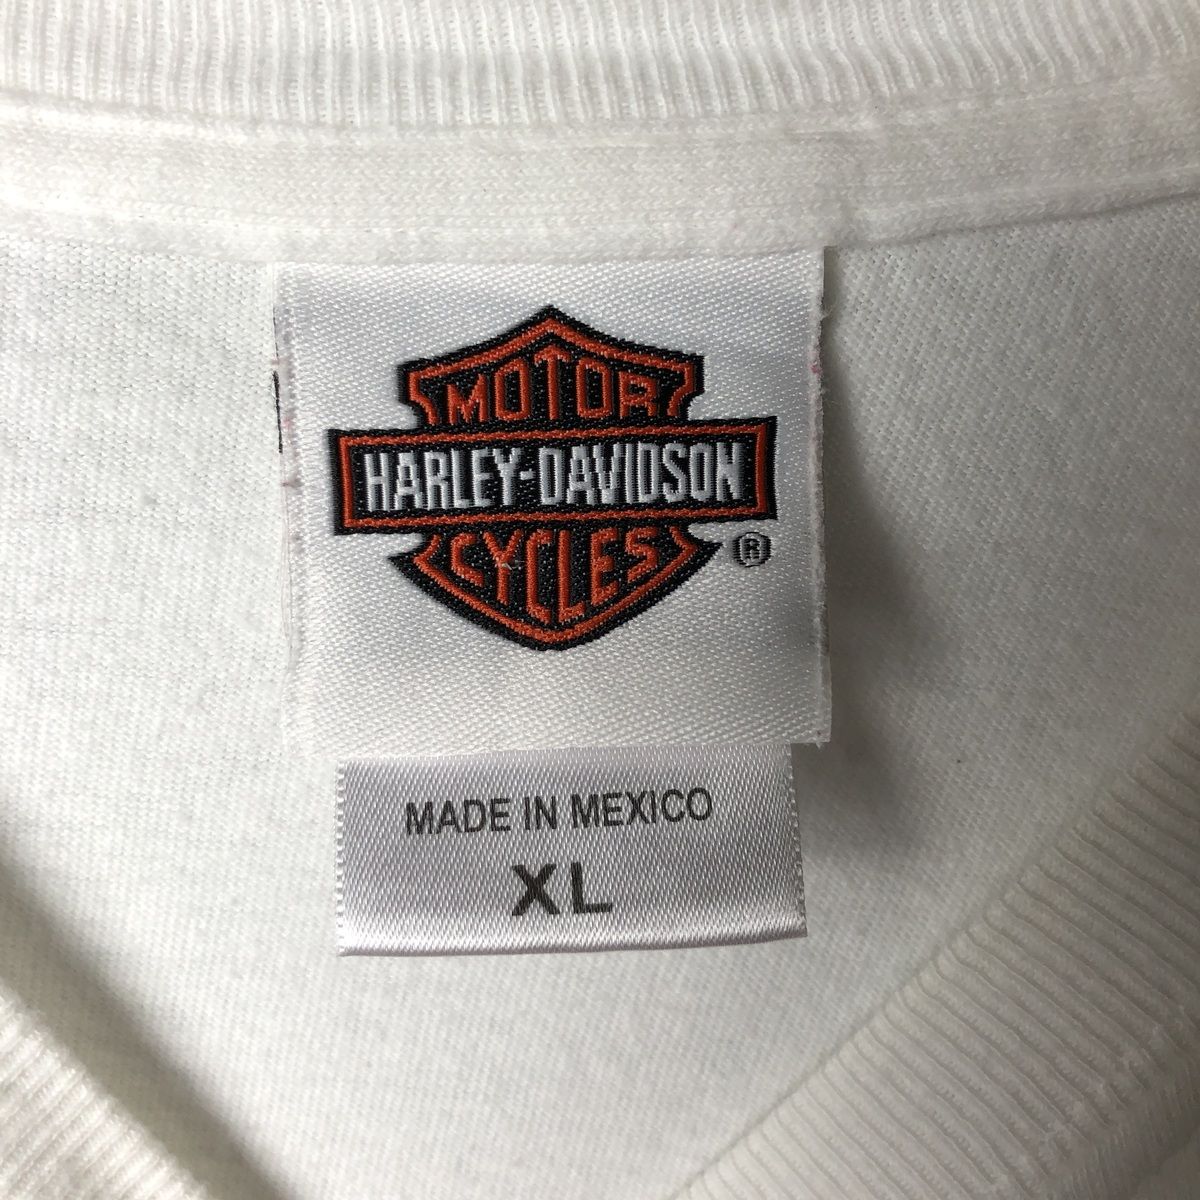 MOTOR
HARLEY-DAVIDSON
CYCLES
®
MADE IN MEXICO
XL